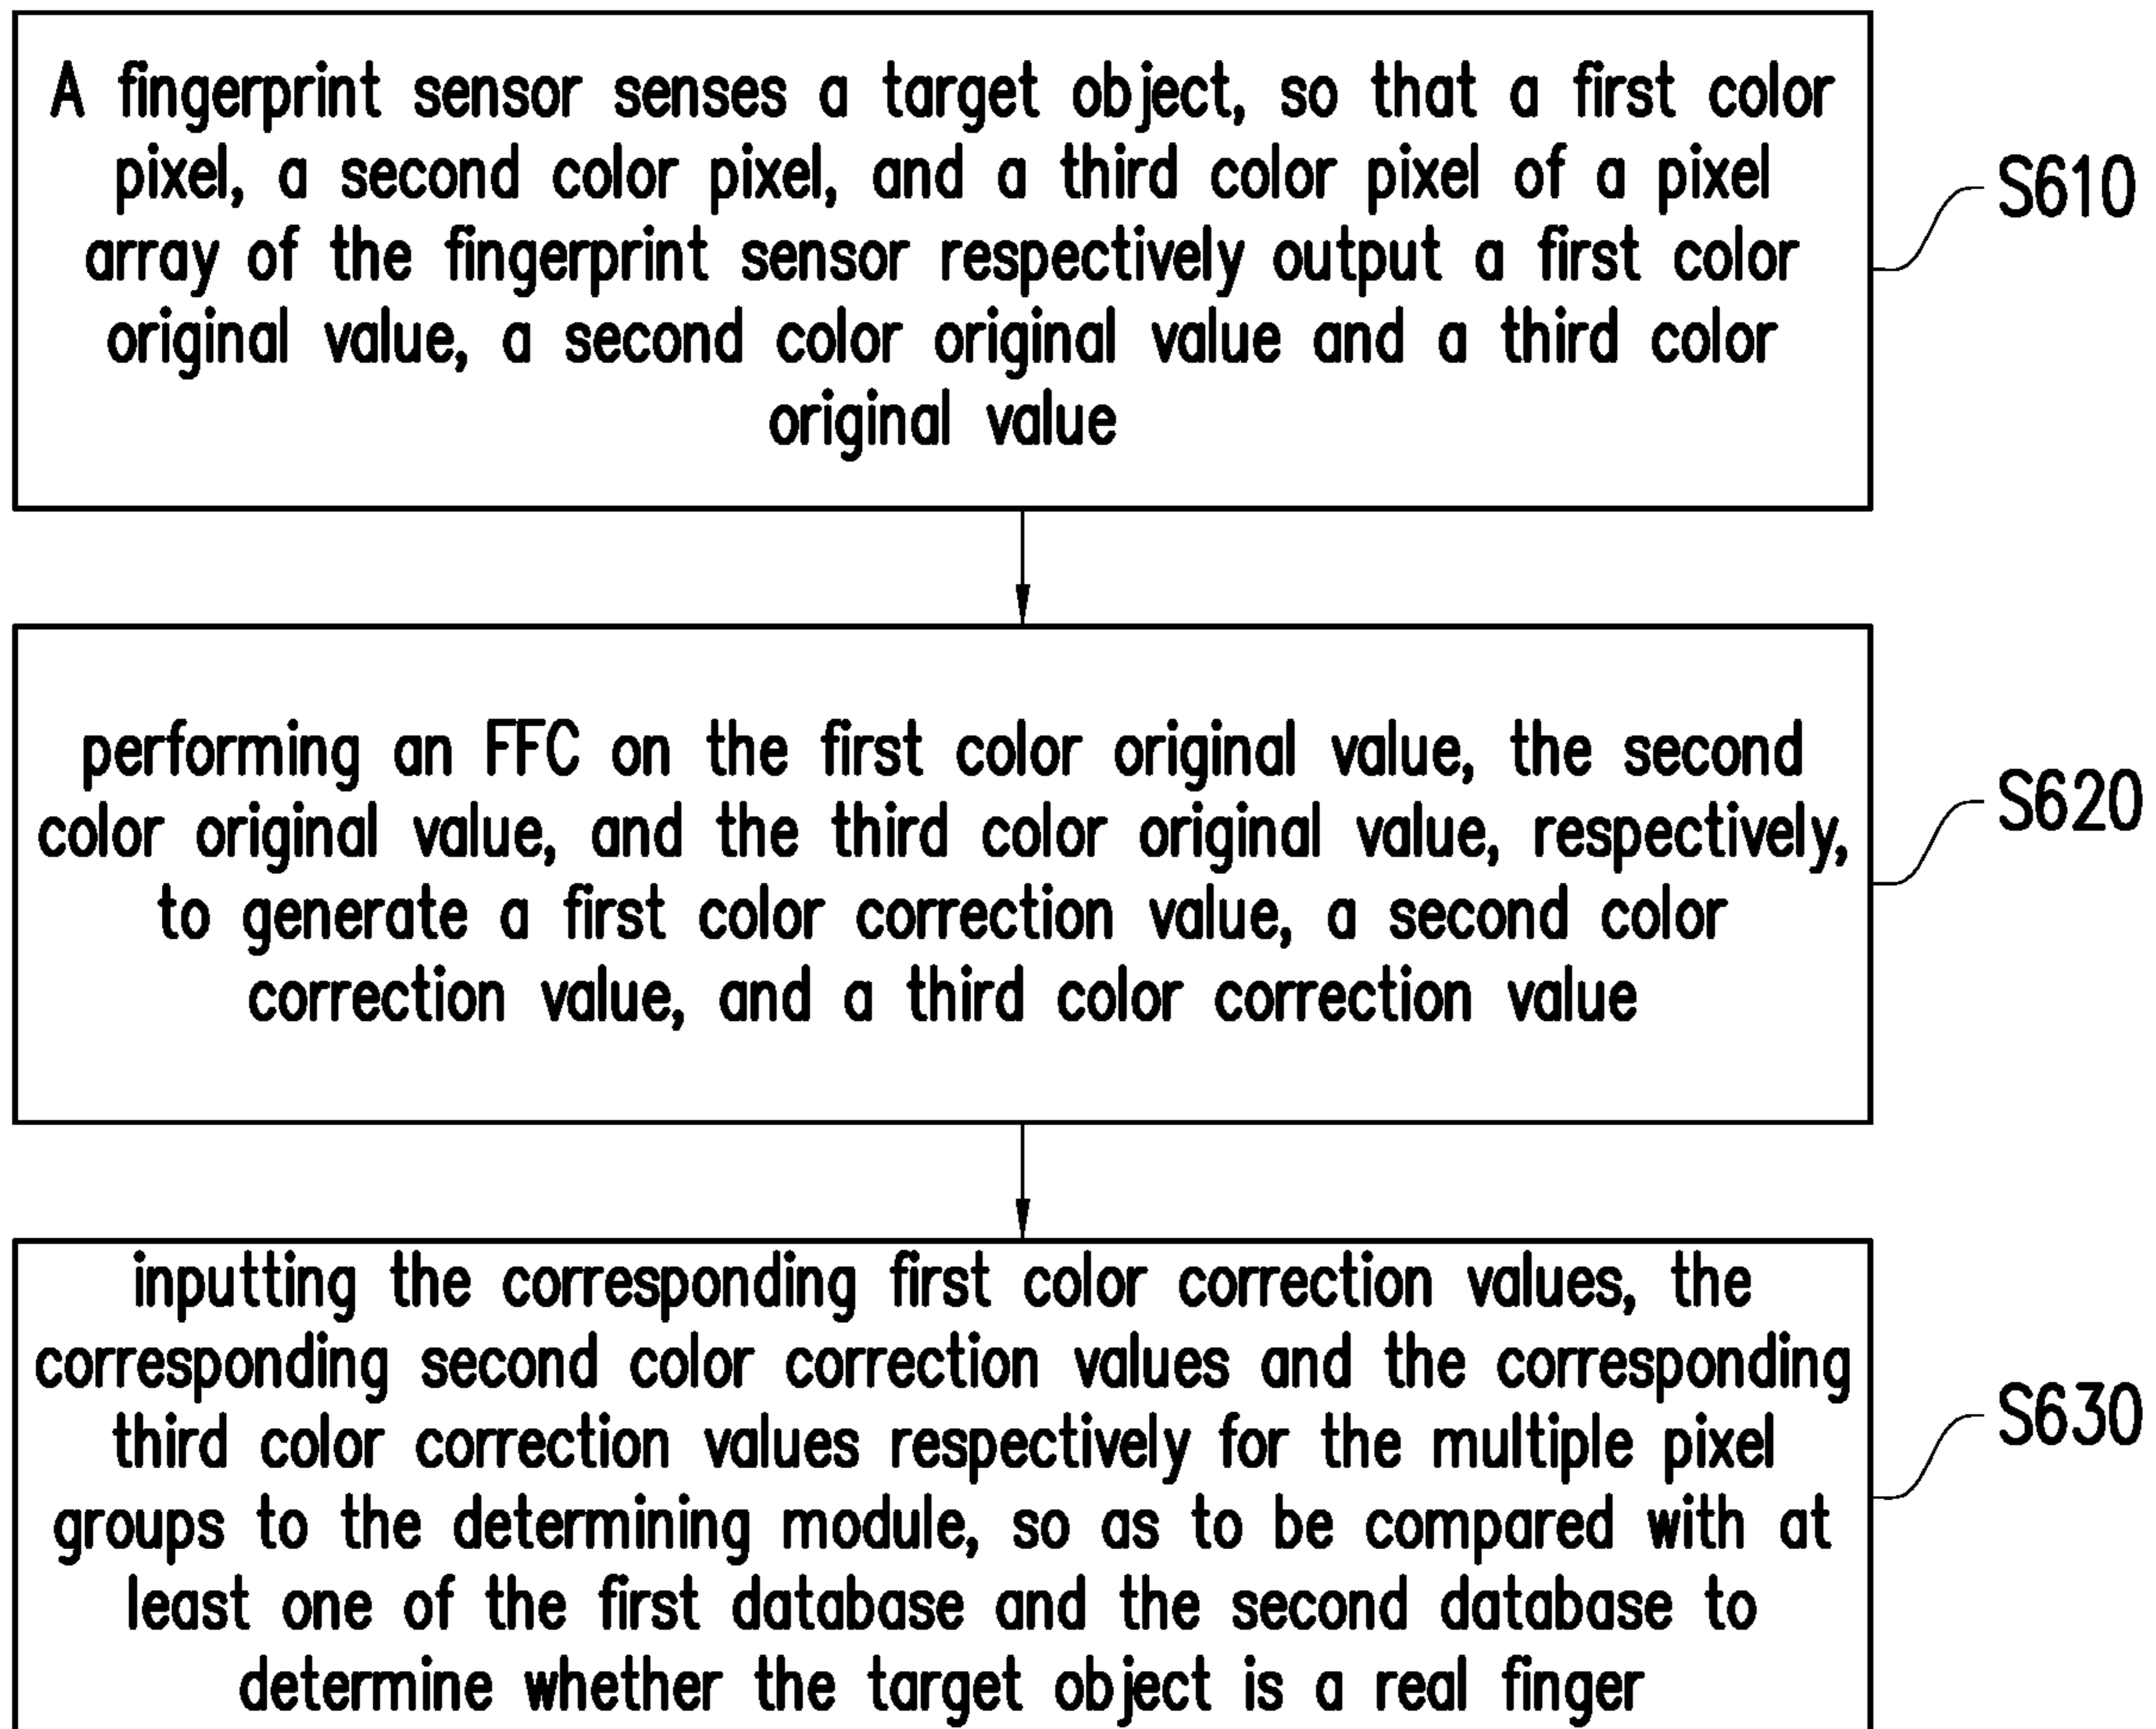 A fingerprint sensor senses a target object, so that a first color
pixel, a second color pixel, and a third color pixel of a pixel
array of the fingerprint sensor respectively output a first color
original value, a second color original value and a third color
original value
S610
performing an FFC on the first color original value, the second
color original value, and the third color original value, respectively,
to generate a first color correction value, a second color
correction value, and a third color correction value
S620
inputting the corresponding first color correction values, the
corresponding second color correction values and the corresponding
third color correction values respectively for the multiple pixel
groups to the determining module, so as to be compared with at
least one of the first database and the second database to
determine whether the target object is a real finger
S630